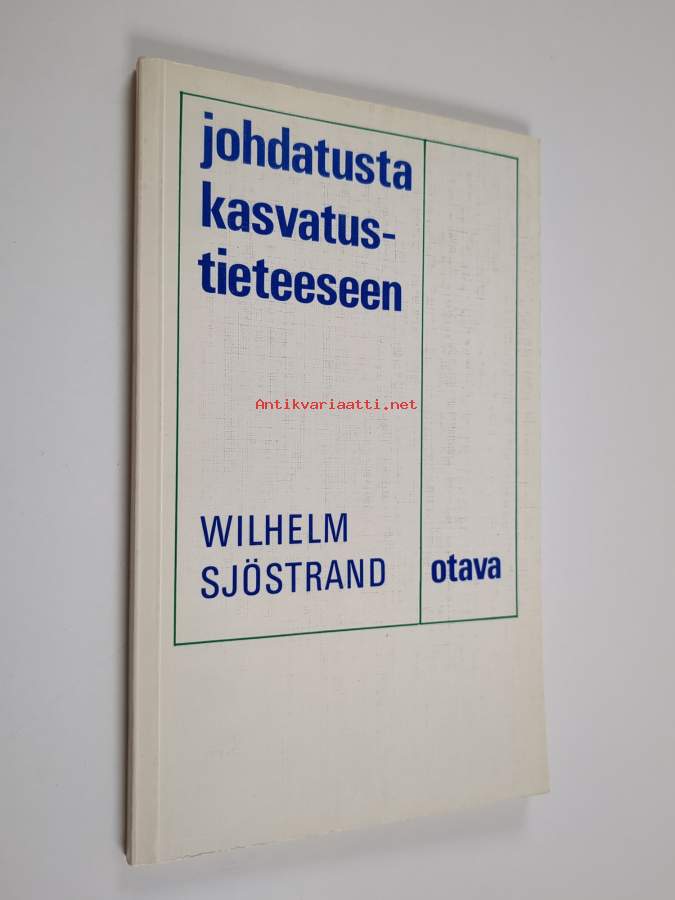 johdatusta
kasvatus-
tieteeseen
Antikvariaatti.net
WILHELM
SJÖSTRAND
otava